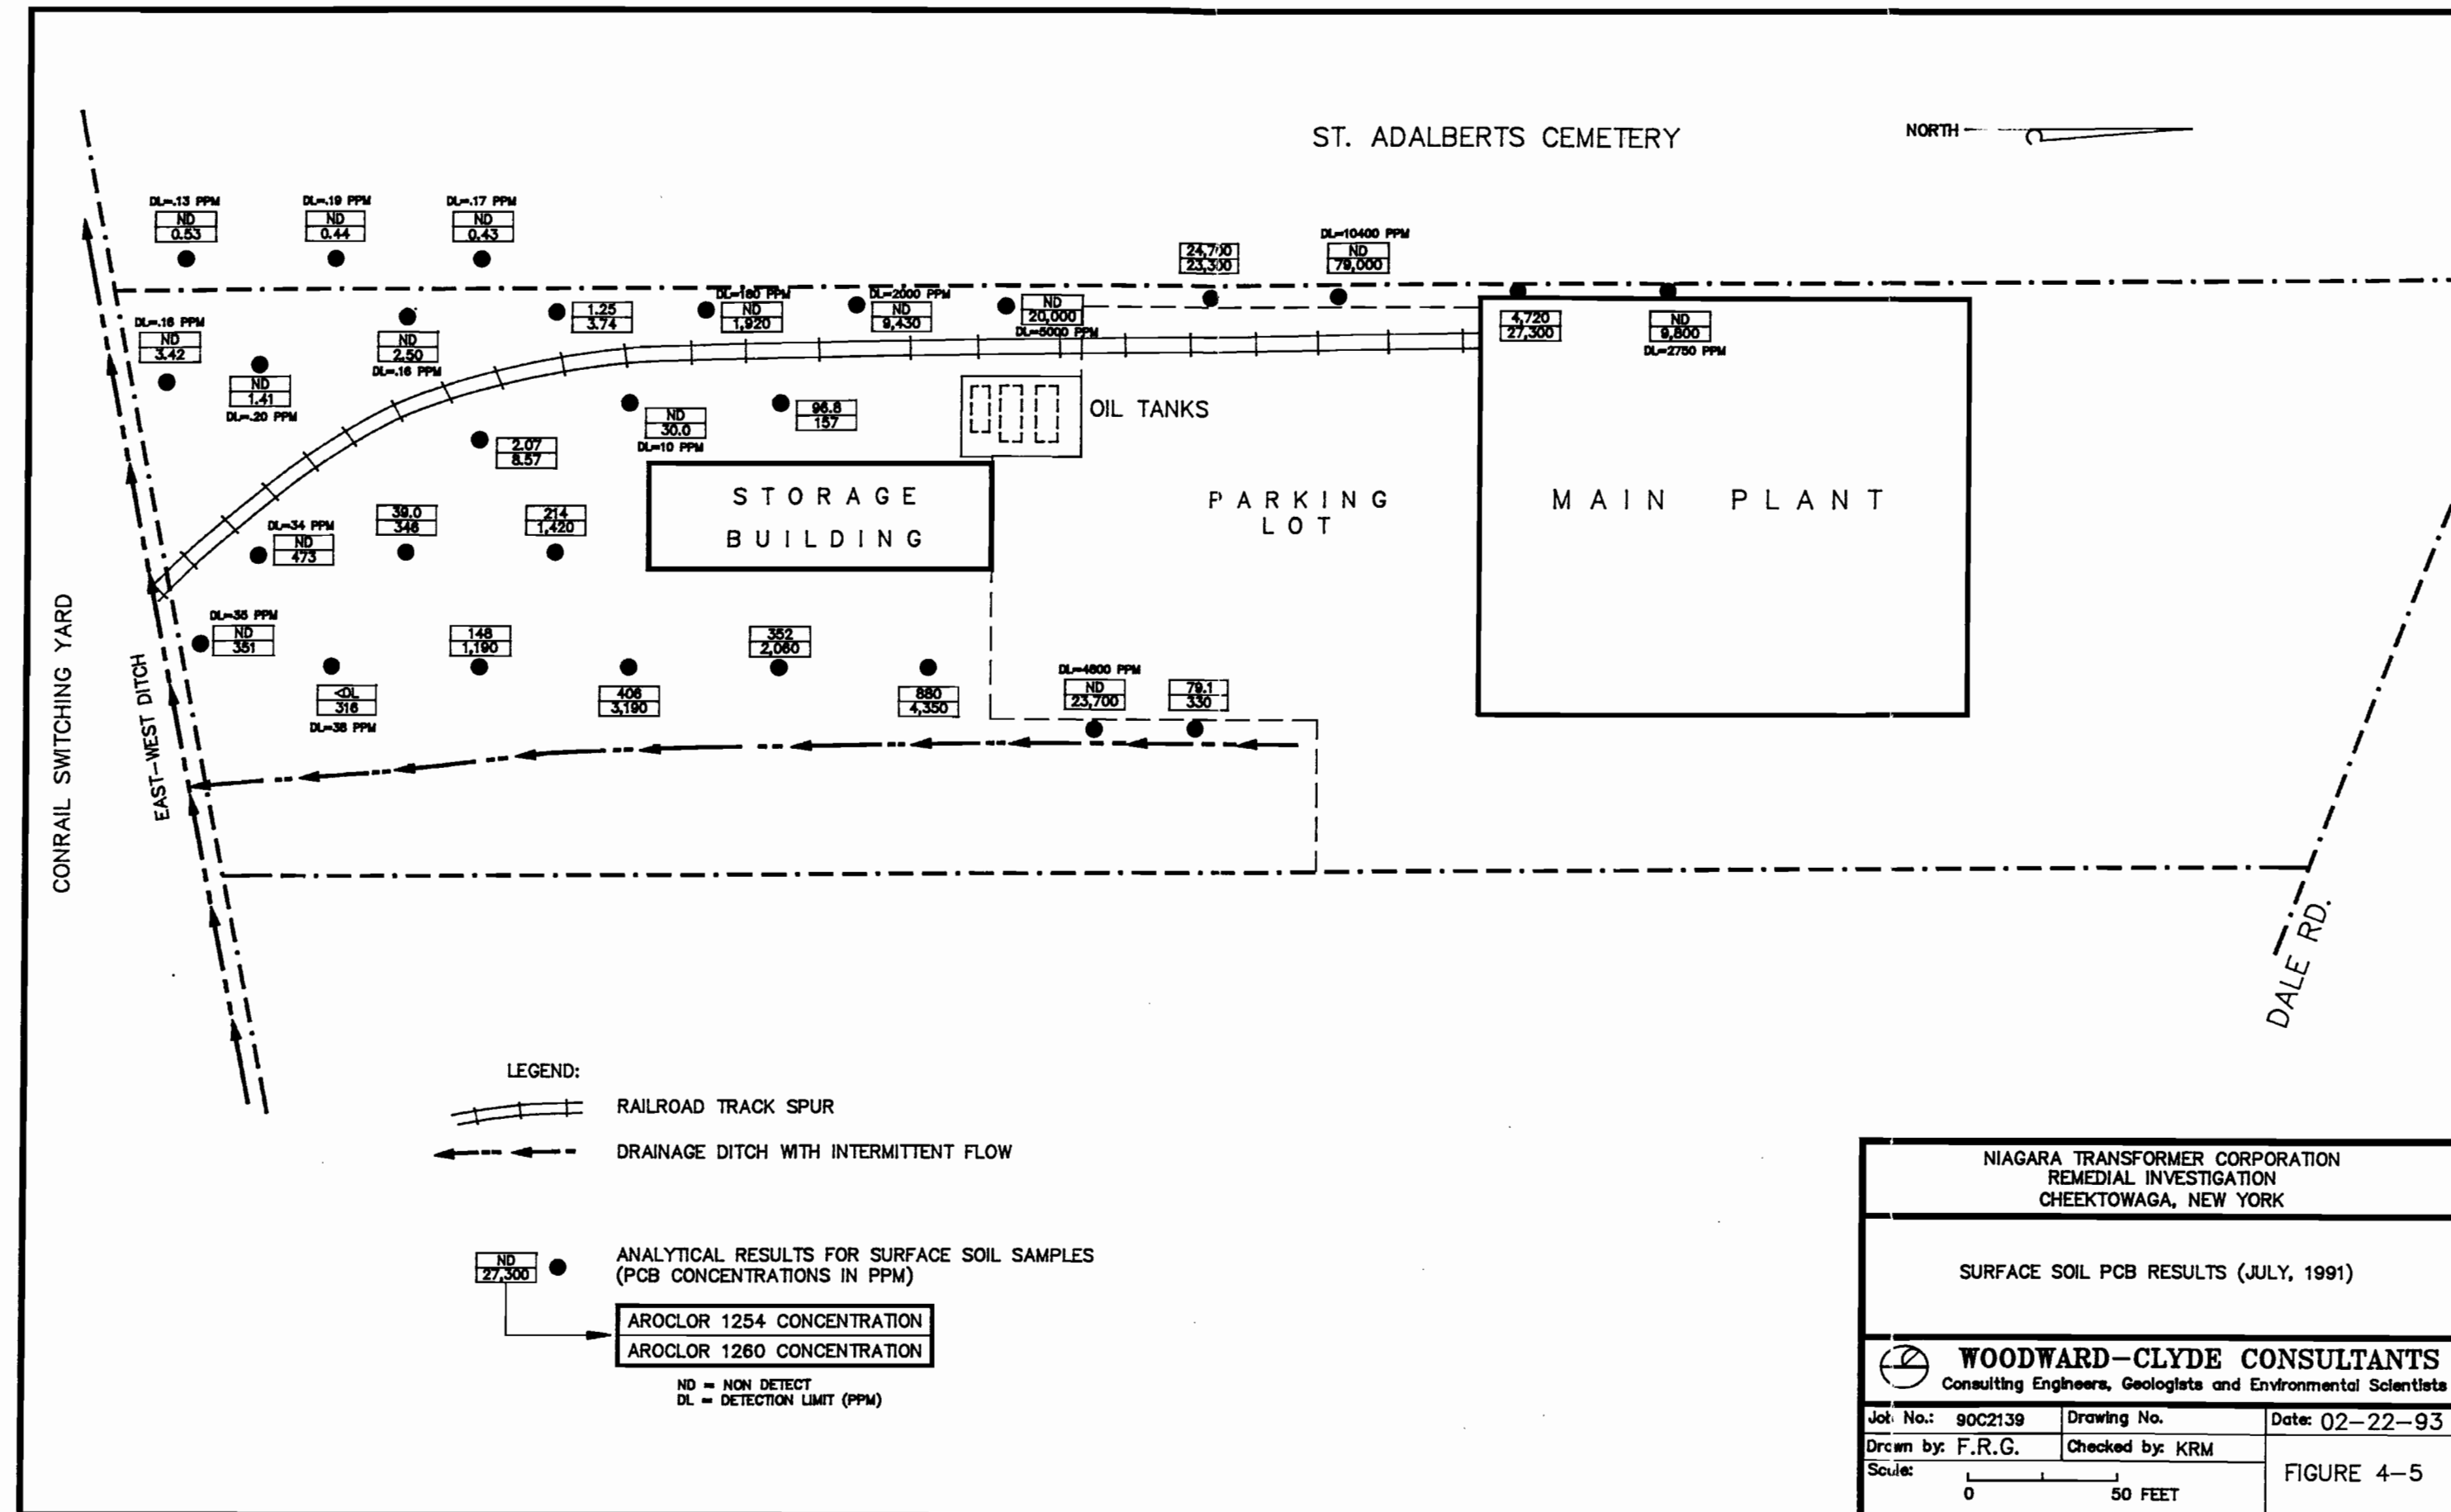 ST. ADALBERTS CEMETERY
NORTH
DL=.13 PPM
ND
0.53
DL=.19 PPM
ND
0.44
DL=.17 PPM
ND
0.43
24,700
23,300
DL=10400 PPM
ND
79,000
DL=.16 PPM
ND
3.42
ND
1.41
DL=.20 PPM
ND
2.50
DL=.16 PPM
1.25
3.74
DL=180 PPM
ND
1,920
DL=2000 PPM
ND
9,430
ND
20,000
DL=5000 PPM
4,720
27,300
ND
9,800
DL=2750 PPM
2.07
8.57
ND
30.0
DL=10 PPM
96.8
157
OIL TANKS
STORAGE
BUILDING
PARKING
LOT
MAIN PLANT
DL=34 PPM
ND
473
39.0
346
214
1,420
DL=35 PPM
ND
351
<DL
316
DL=38 PPM
148
1,190
406
3,190
352
2,060
880
4,350
DL=4600 PPM
ND
23,700
79.1
330
CONRAIL SWITCHING YARD
EAST-WEST DITCH
DALE RD.
LEGEND:
RAILROAD TRACK SPUR
DRAINAGE DITCH WITH INTERMITTENT FLOW
ND
27,300
ANALYTICAL RESULTS FOR SURFACE SOIL SAMPLES
(PCB CONCENTRATIONS IN PPM)
AROCLOR 1254 CONCENTRATION
AROCLOR 1260 CONCENTRATION
ND = NON DETECT
DL = DETECTION LIMIT (PPM)
NIAGARA TRANSFORMER CORPORATION
REMEDIAL INVESTIGATION
CHEEKTOWAGA, NEW YORK
SURFACE SOIL PCB RESULTS (JULY, 1991)
WOODWARD-CLYDE CONSULTANTS
Consulting Engineers, Geologists and Environmental Scientists
Job No.: 90C2139 Drawing No. Date: 02-22-93
Drawn by: F.R.G. Checked by: KRM
Scale:
0 50 FEET
FIGURE 4-5